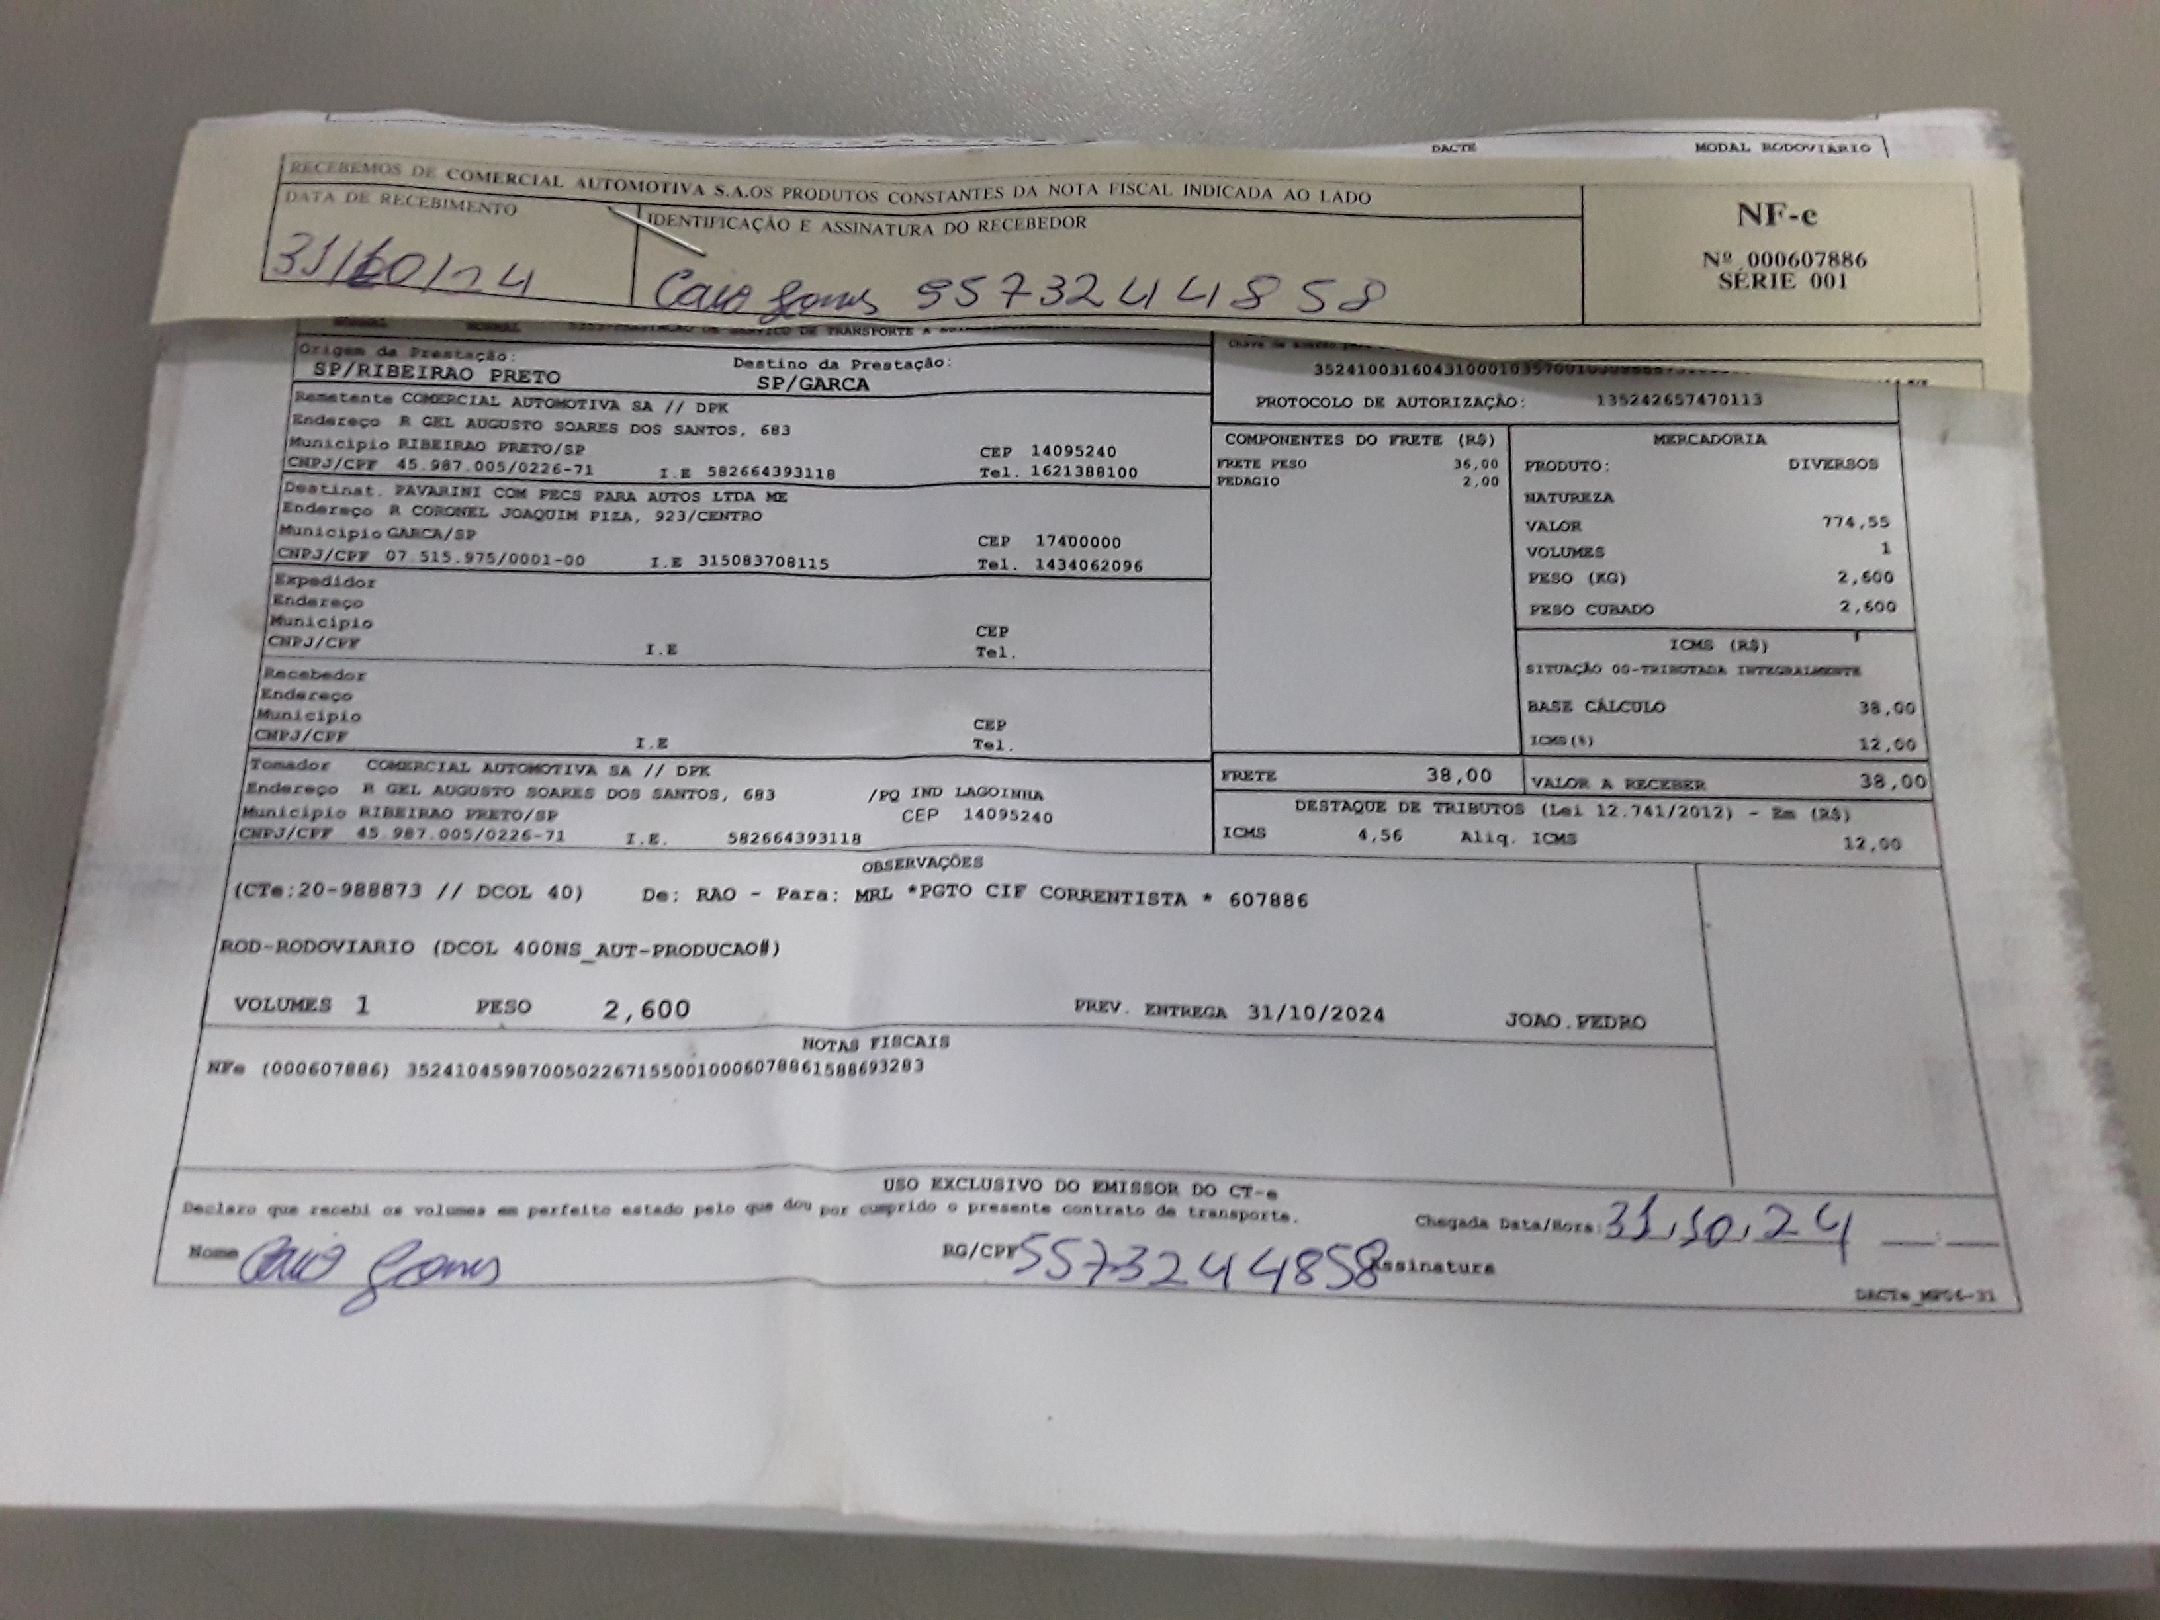 DACTE MODAL RODOVIÁRIO
RECEBEMOS DE COMERCIAL AUTOMOTIVA S.A.OS PRODUTOS CONSTANTES DA NOTA FISCAL INDICADA AO LADO
DATA DE RECEBIMENTO
IDENTIFICAÇÃO E ASSINATURA DO RECEBEDOR
31/10/24
Caio Gomes 5573244858
NF-e
Nº 000607886
SÉRIE 001
Origem da Prestação: Destino da Prestação:
SP/RIBEIRAO PRETO SP/GARCA
Remetente COMERCIAL AUTOMOTIVA SA // DPK
Endereço R GEL AUGUSTO SOARES DOS SANTOS, 683
Município RIBEIRAO PRETO/SP CEP 14095240
CNPJ/CPF 45.987.005/0226-71 I.E 582664393118 Tel. 1621388100
Destinat. PAVARINI COM PECS PARA AUTOS LTDA ME
Endereço R CORONEL JOAQUIM PIZA, 923/CENTRO
Município GARCA/SP CEP 17400000
CNPJ/CPF 07.515.975/0001-00 I.E 315083708115 Tel. 1434062096
Expedidor
Endereço
Município CEP
CNPJ/CPF I.E Tel.
Recebedor
Endereço
Município CEP
CNPJ/CPF I.E Tel.
Tomador COMERCIAL AUTOMOTIVA SA // DPK
Endereço R GEL AUGUSTO SOARES DOS SANTOS, 683 /PQ IND LAGOINHA
Município RIBEIRAO PRETO/SP CEP 14095240
CNPJ/CPF 45.987.005/0226-71 I.E. 582664393118
PROTOCOLO DE AUTORIZAÇÃO: 135242657470113
COMPONENTES DO FRETE (R$)
FRETE PESO 36,00
PEDAGIO 2,00
MERCADORIA
PRODUTO: DIVERSOS
NATUREZA
VALOR 774,55
VOLUMES 1
PESO (KG) 2,600
PESO CUBADO 2,600
ICMS (R$)
SITUAÇÃO 00-TRIBUTADA INTEGRALMENTE
BASE CÁLCULO 38,00
ICMS(%) 12,00
FRETE 38,00 VALOR A RECEBER 38,00
DESTAQUE DE TRIBUTOS (Lei 12.741/2012) - Em (R$)
ICMS 4,56 Aliq. ICMS 12,00
OBSERVAÇÕES
(CTe:20-988873 // DCOL 40) De: RAO - Para: MRL *PGTO CIF CORRENTISTA * 607886
ROD-RODOVIARIO (DCOL 400NS_AUT-PRODUCAO#)
VOLUMES 1 PESO 2,600 PREV. ENTREGA 31/10/2024 JOAO.PEDRO
NOTAS FISCAIS
NFe (000607886) 35241045987005022671550010006078861588693283
USO EXCLUSIVO DO EMISSOR DO CT-e
Declaro que recebi os volumes em perfeito estado pelo que dou por cumprido o presente contrato de transporte.
Chegada Data/Hora: 31.10.24 __:__
Nome Caio Gomes RG/CPF 5573244858 Assinatura